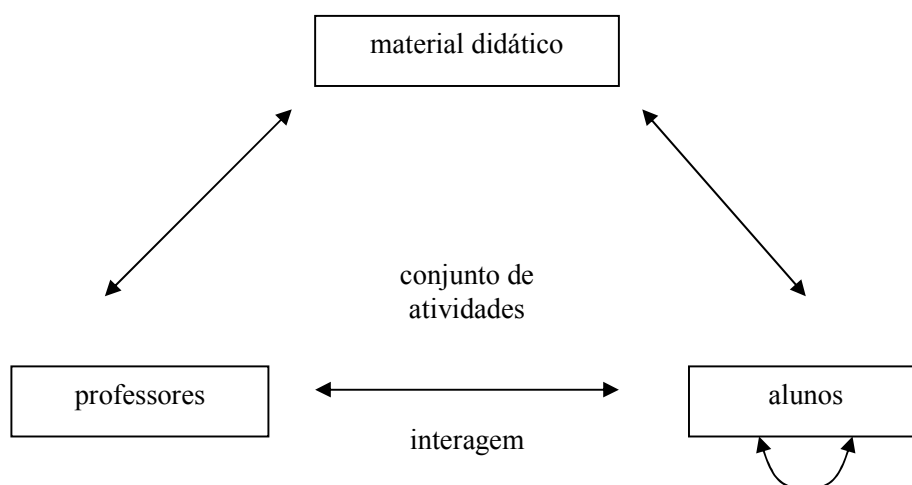 material didático
conjunto de
atividades
professores
alunos
interagem